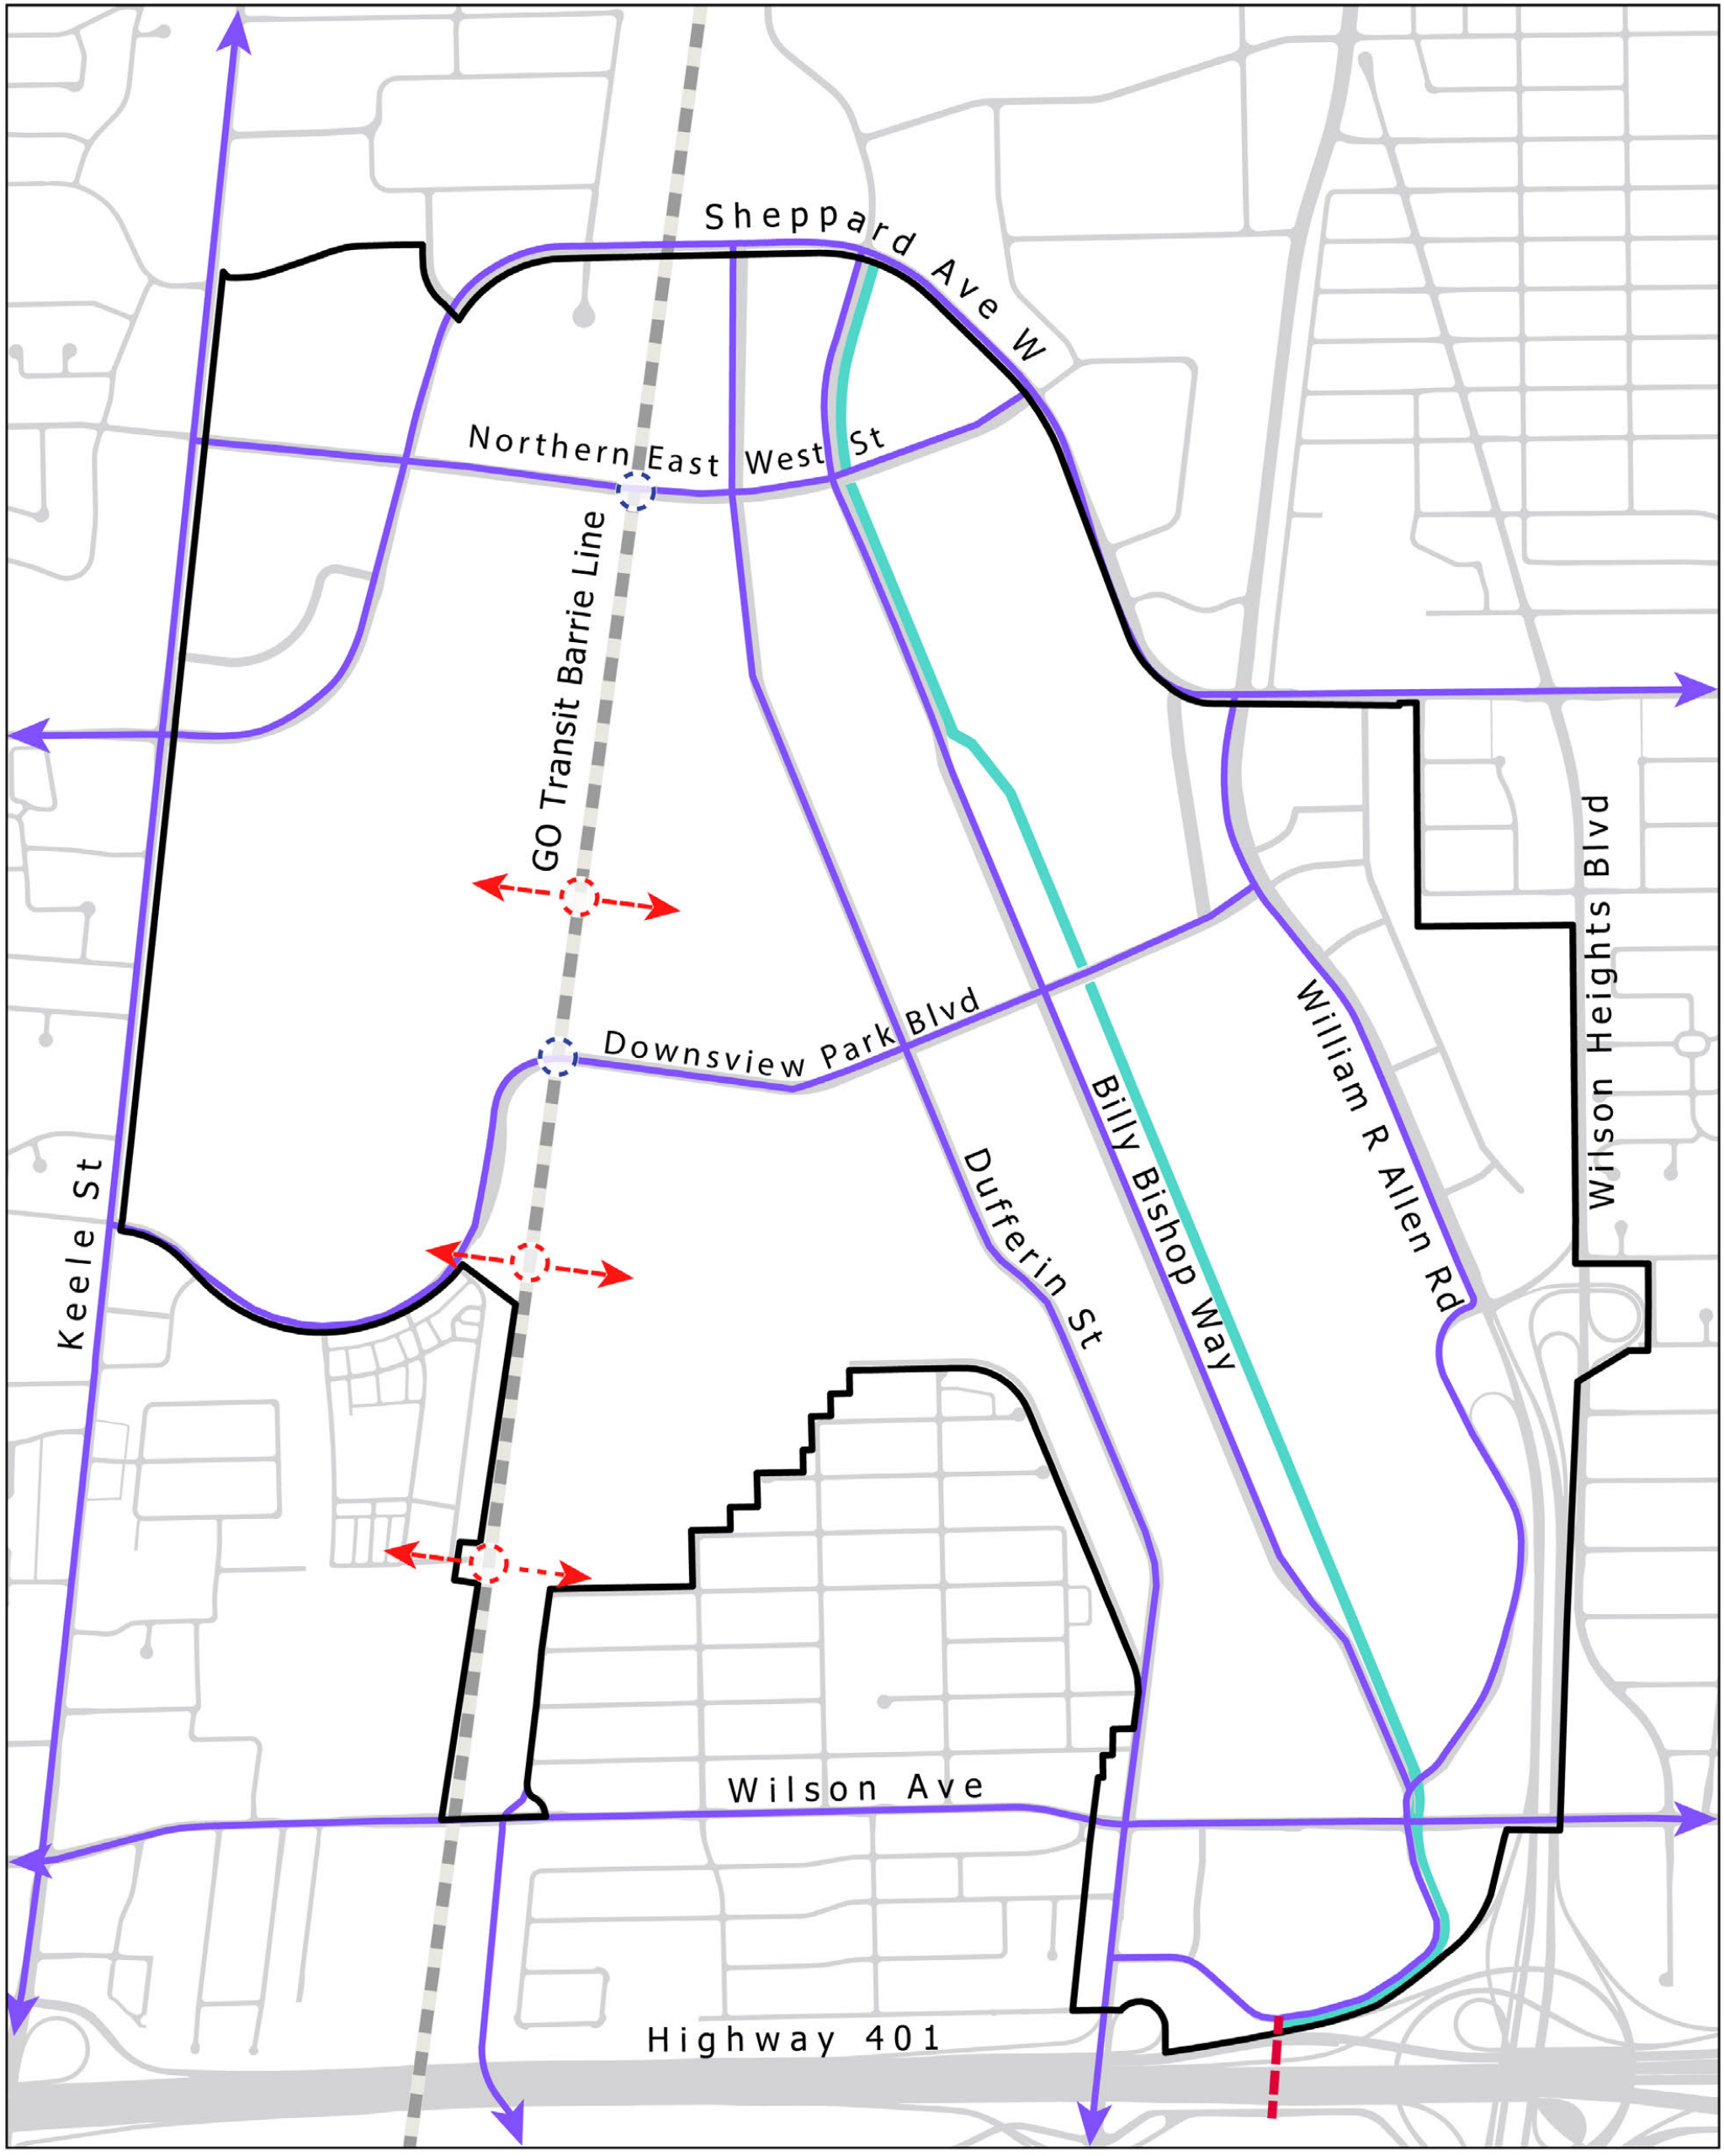 Sheppard Ave W
Northern East West St
GO Transit Barrie Line
Wilson Heights Blvd
Downsview Park Blvd
William R Allen Rd
Billy Bishop Way
Dufferin St
Keele St
Wilson Ave
Highway 401